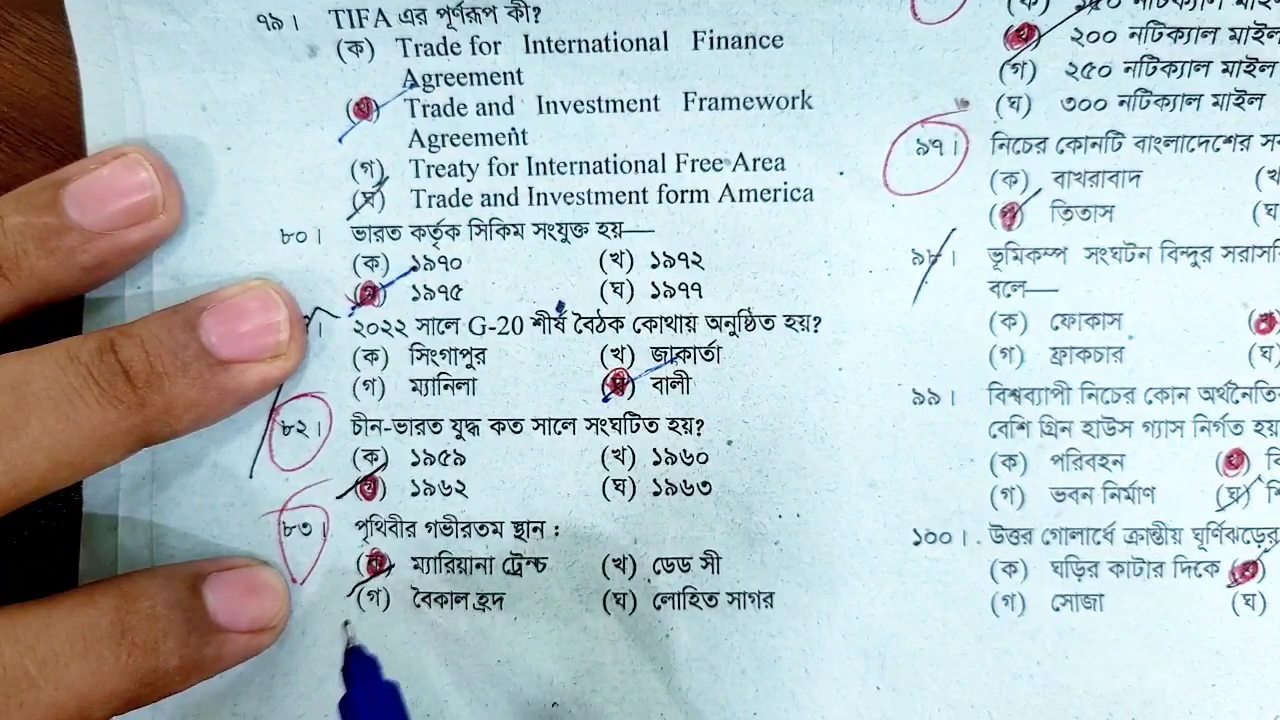 ৭৯। TIFA এর পূর্ণরূপ কী?
(ক) Trade for International Finance
Agreement
(খ) Trade and Investment Framework
Agreement
(গ) Treaty for International Free Area
(ঘ) Trade and Investment form America
৮০। ভারত কর্তৃক সিকিম সংযুক্ত হয়—
(ক) ১৯৭০ (খ) ১৯৭২
(গ) ১৯৭৫ (ঘ) ১৯৭৭
২০২২ সালে G-20 শীর্ষ বৈঠক কোথায় অনুষ্ঠিত হয়?
(ক) সিংগাপুর (খ) জাকার্তা
(গ) ম্যানিলা (ঘ) বালী
৮২। চীন-ভারত যুদ্ধ কত সালে সংঘটিত হয়?
(ক) ১৯৫৯ (খ) ১৯৬০
(গ) ১৯৬২ (ঘ) ১৯৬৩
৮৩। পৃথিবীর গভীরতম স্থান :
(ক) ম্যারিয়ানা ট্রেন্চ (খ) ডেড সী
(গ) বৈকাল হ্রদ (ঘ) লোহিত সাগর
(খ) ২০০ নটিক্যাল মাইল
(গ) ২৫০ নটিক্যাল মাইল
(ঘ) ৩০০ নটিক্যাল মাইল
৯৭। নিচের কোনটি বাংলাদেশের
(ক) বাখরাবাদ
(গ) তিতাস (ঘ
৯৮। ভূমিকম্প সংঘটন বিন্দুর
বলে—
(ক) ফোকাস
(গ) ফ্রাকচার (ঘ)
৯৯। বিশ্বব্যাপী নিচের কোন
বেশি গ্রিন হাউস গ্যাস নির্গত হয়
(ক) পরিবহন
(গ) ভবন নির্মাণ (ঘ)
১০০। উত্তর গোলার্ধে ক্রান্তীয় ঘূর্ণিঝড়ের
(ক) ঘড়ির কাটার দিকে
(গ) সোজা (ঘ)